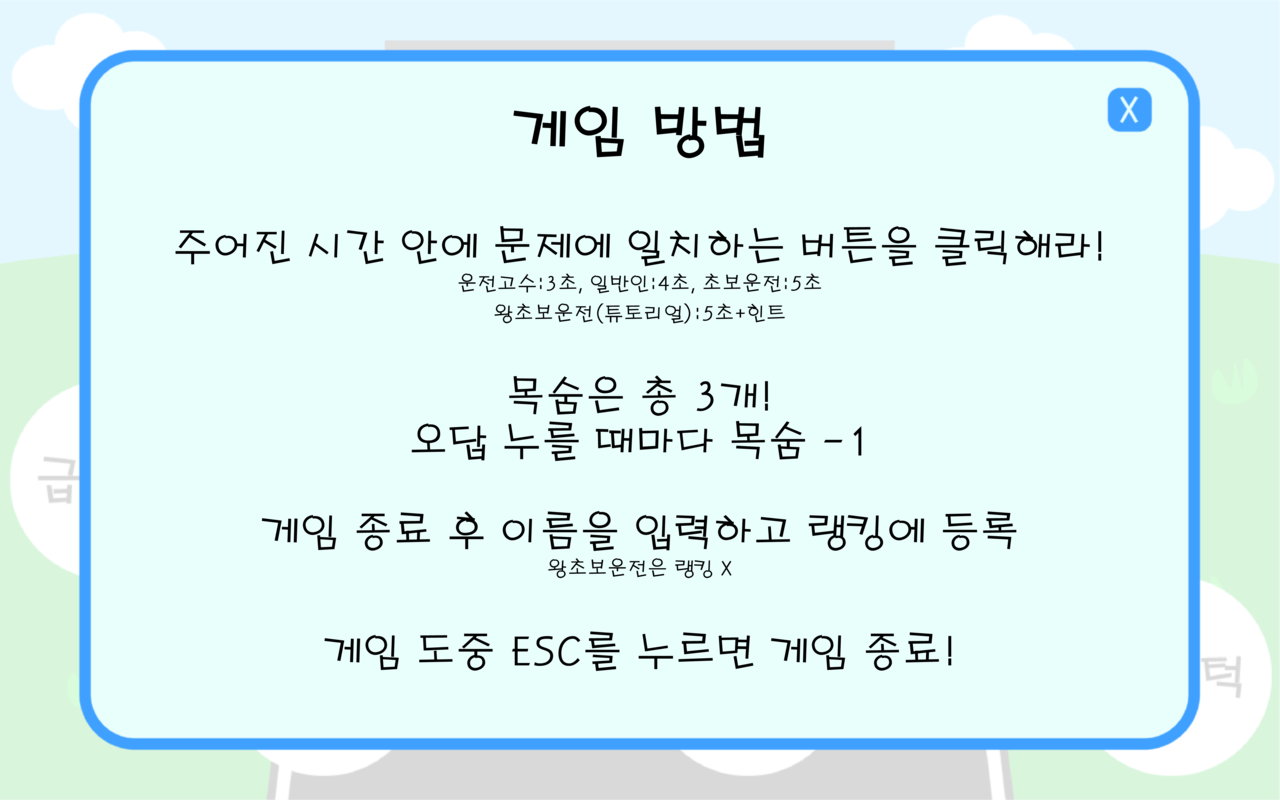 게임 방법
X
주어진 시간 안에 문제에 일치하는 버튼을 클릭해라!
운전고수:3초, 일반인:4초, 초보운전:5초
왕초보운전(튜토리얼):5초+힌트
목숨은 총 3개!
오답 누를 때마다 목숨 -1
급
게임 종료 후 이름을 입력하고 랭킹에 등록
왕초보운전은 랭킹 X
게임 도중 ESC를 누르면 게임 종료!
턱